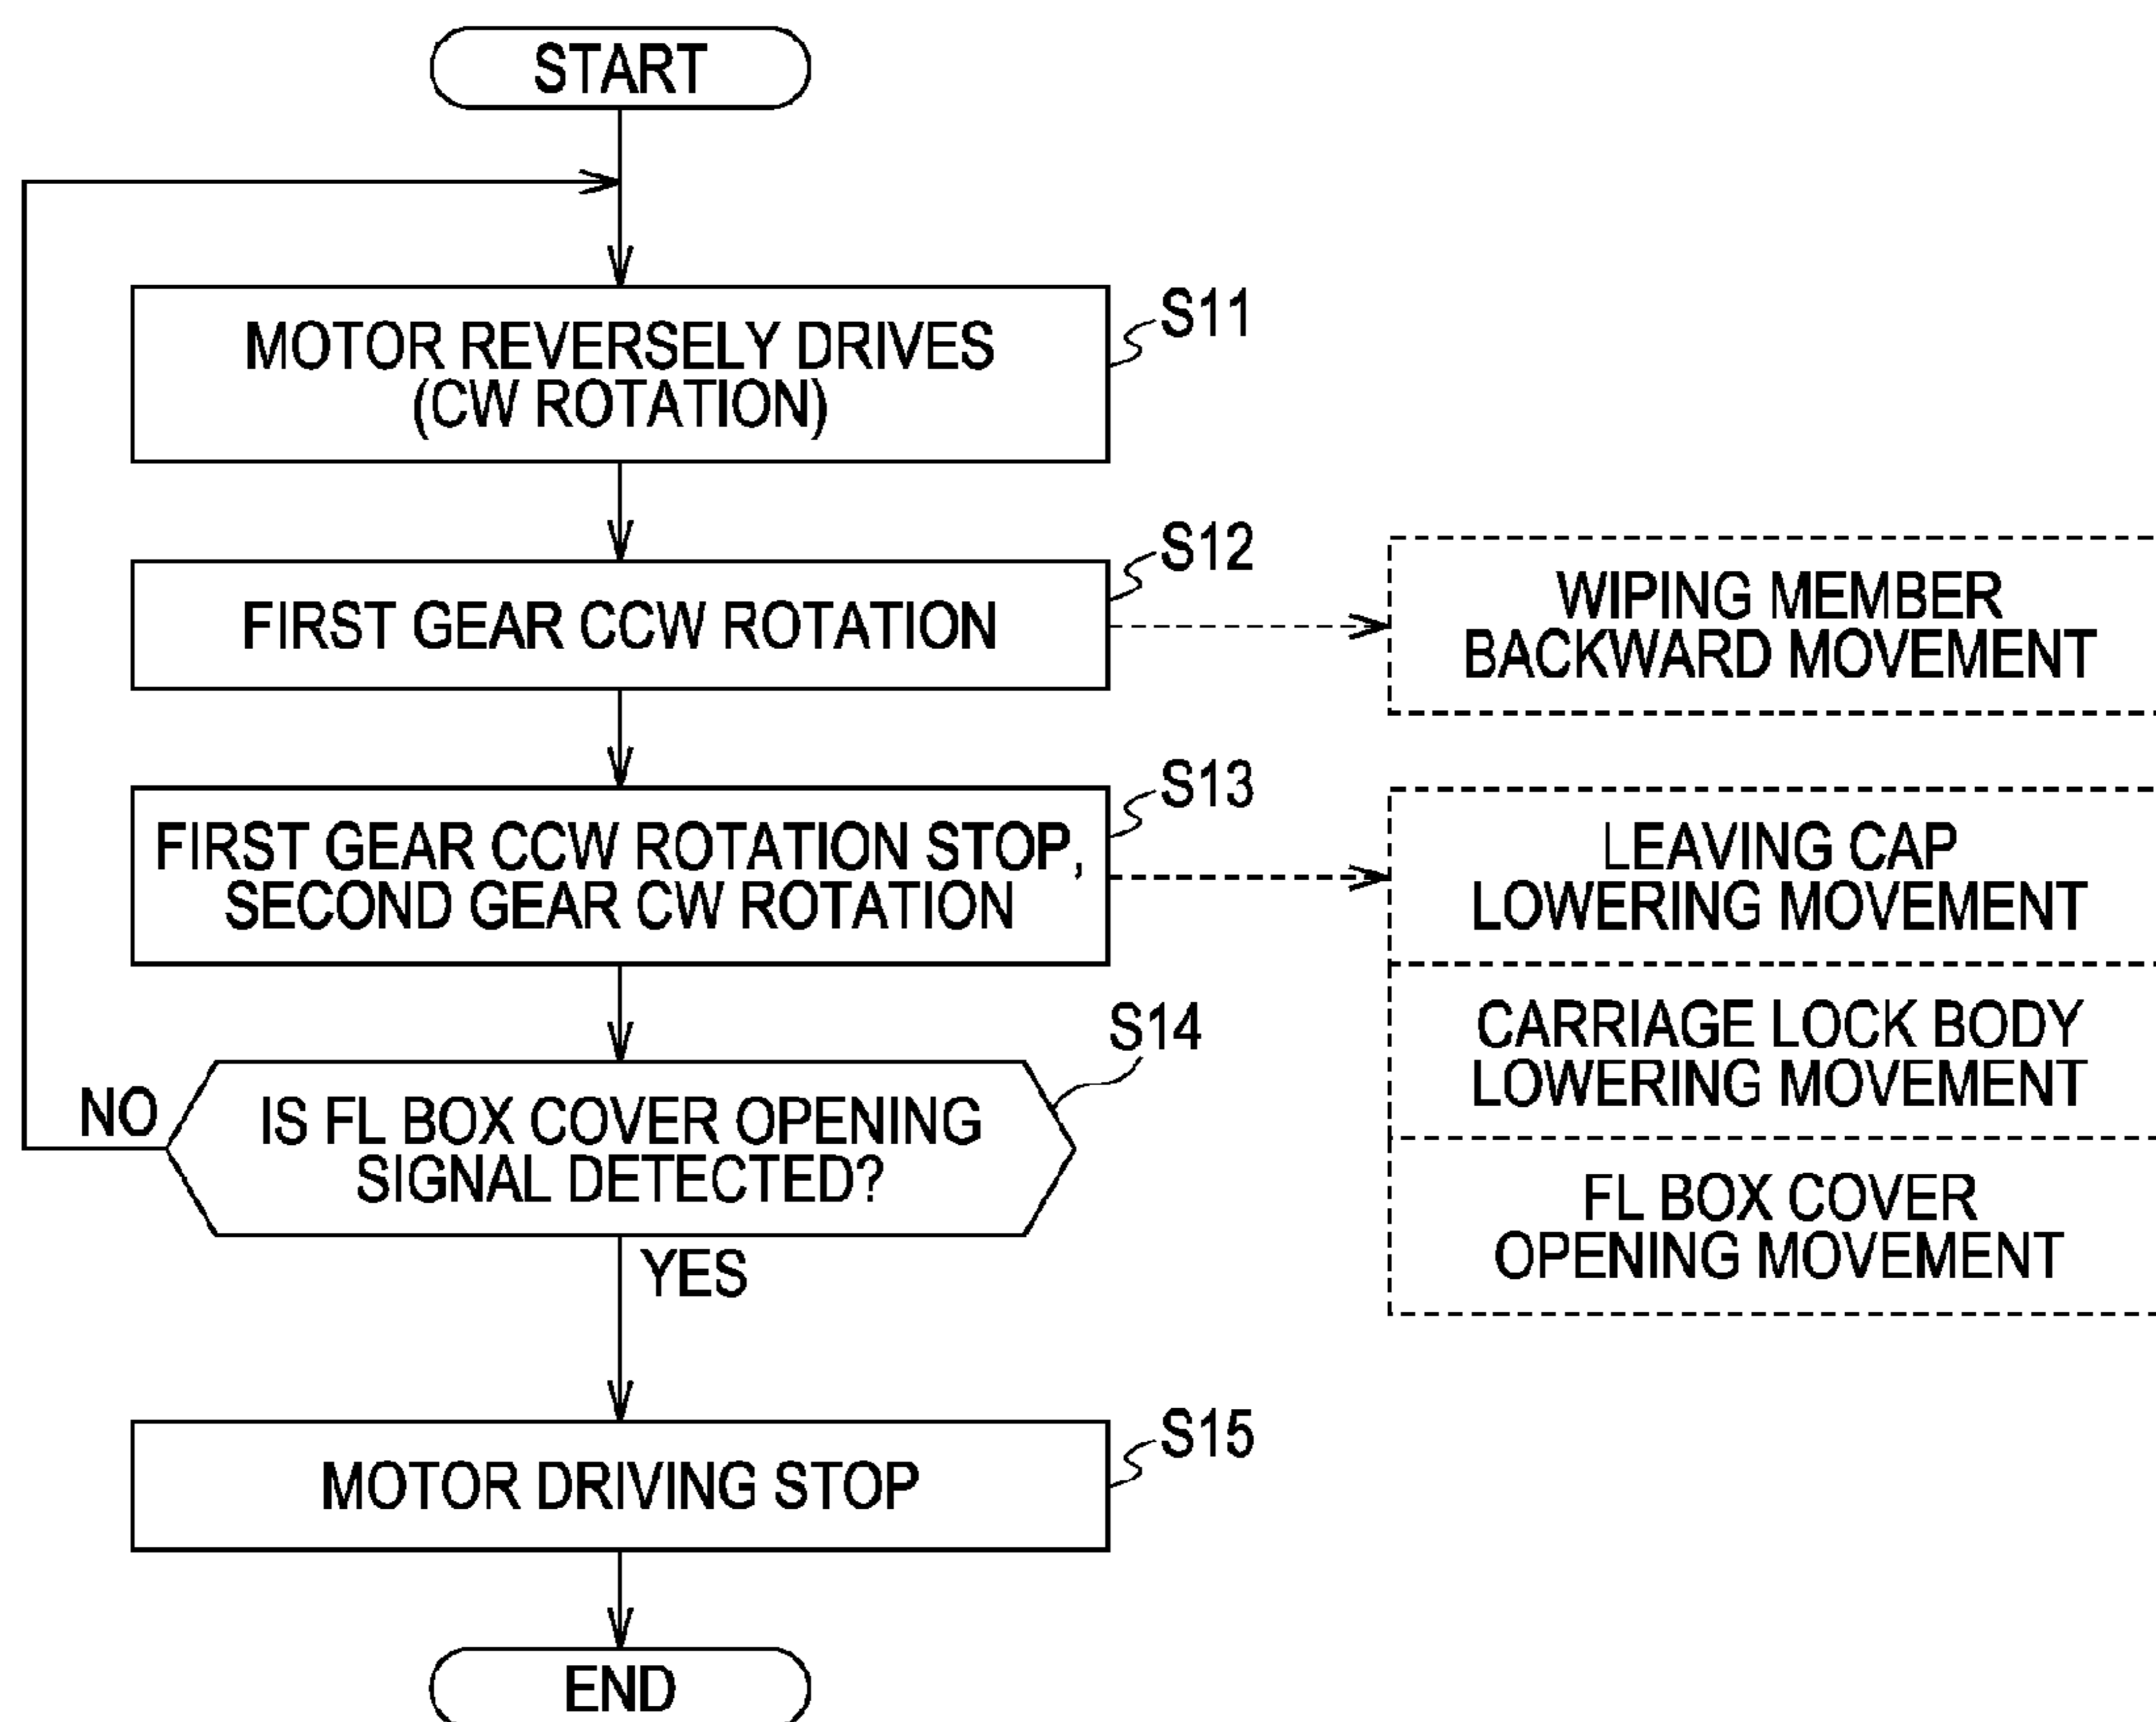 START
S11
MOTOR REVERSELY DRIVES
(CW ROTATION)
S12
FIRST GEAR CCW ROTATION
WIPING MEMBER
BACKWARD MOVEMENT
S13
FIRST GEAR CCW ROTATION STOP,
SECOND GEAR CW ROTATION
LEAVING CAP
LOWERING MOVEMENT
CARRIAGE LOCK BODY
LOWERING MOVEMENT
FL BOX COVER
OPENING MOVEMENT
S14
IS FL BOX COVER OPENING
SIGNAL DETECTED?
NO
YES
S15
MOTOR DRIVING STOP
END